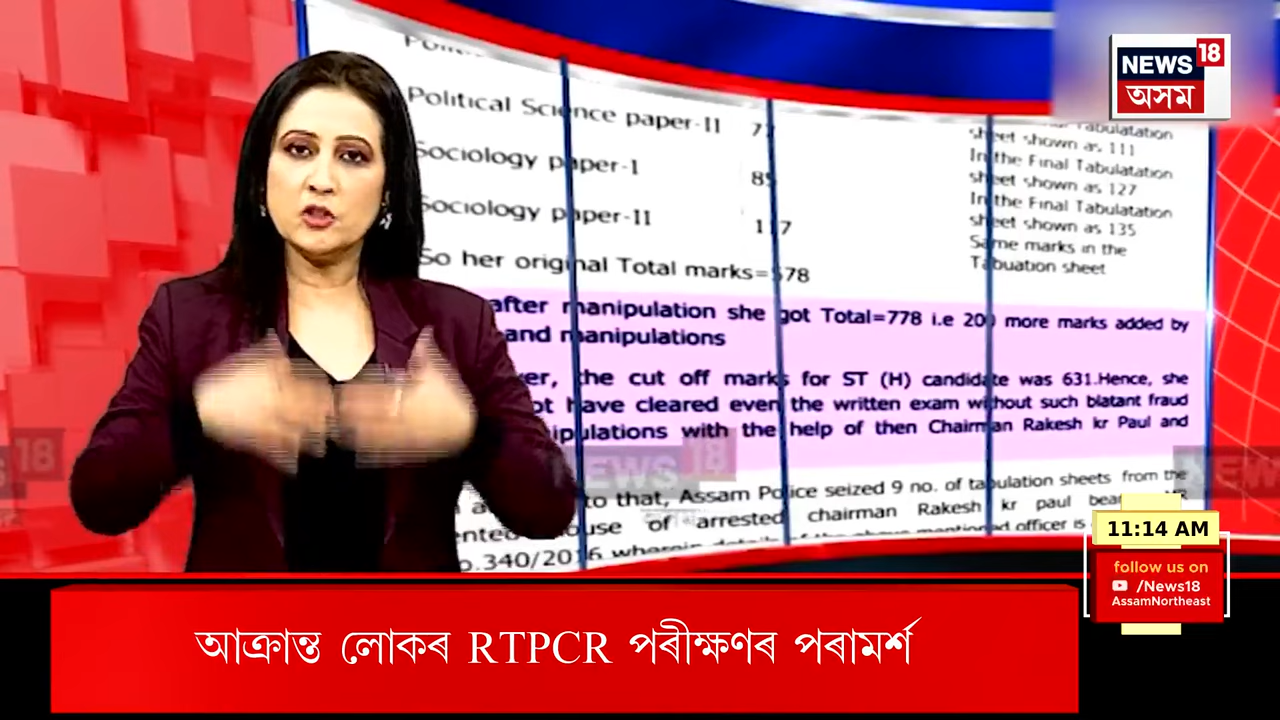 NEWS 18
অসম
Political Science paper-II
Sociology paper-I
Sociology paper-II
So her original Total marks=578
Tabulatation
sheet shown as 111
In the Final Tabulatation
sheet shown as 127
In the Final Tabulatation
sheet shown as 135
Same marks in the
Tabuation sheet
after manipulation she got Total=778 i.e 200 more marks added by
and manipulations
the cut off marks for ST (H) candidate was 631.Hence, she
have cleared even the written exam without such blatant fraud
with the help of then Chairman Rakesh kr Paul and
to that, Assam Police seized 9 no. of tabulation sheets from the
house of arrested chairman Rakesh kr paul
NEWS 18
11:14 AM
follow us on
/News18
AssamNortheast
আক্ৰান্ত লোকৰ RTPCR পৰীক্ষণৰ পৰামৰ্শ